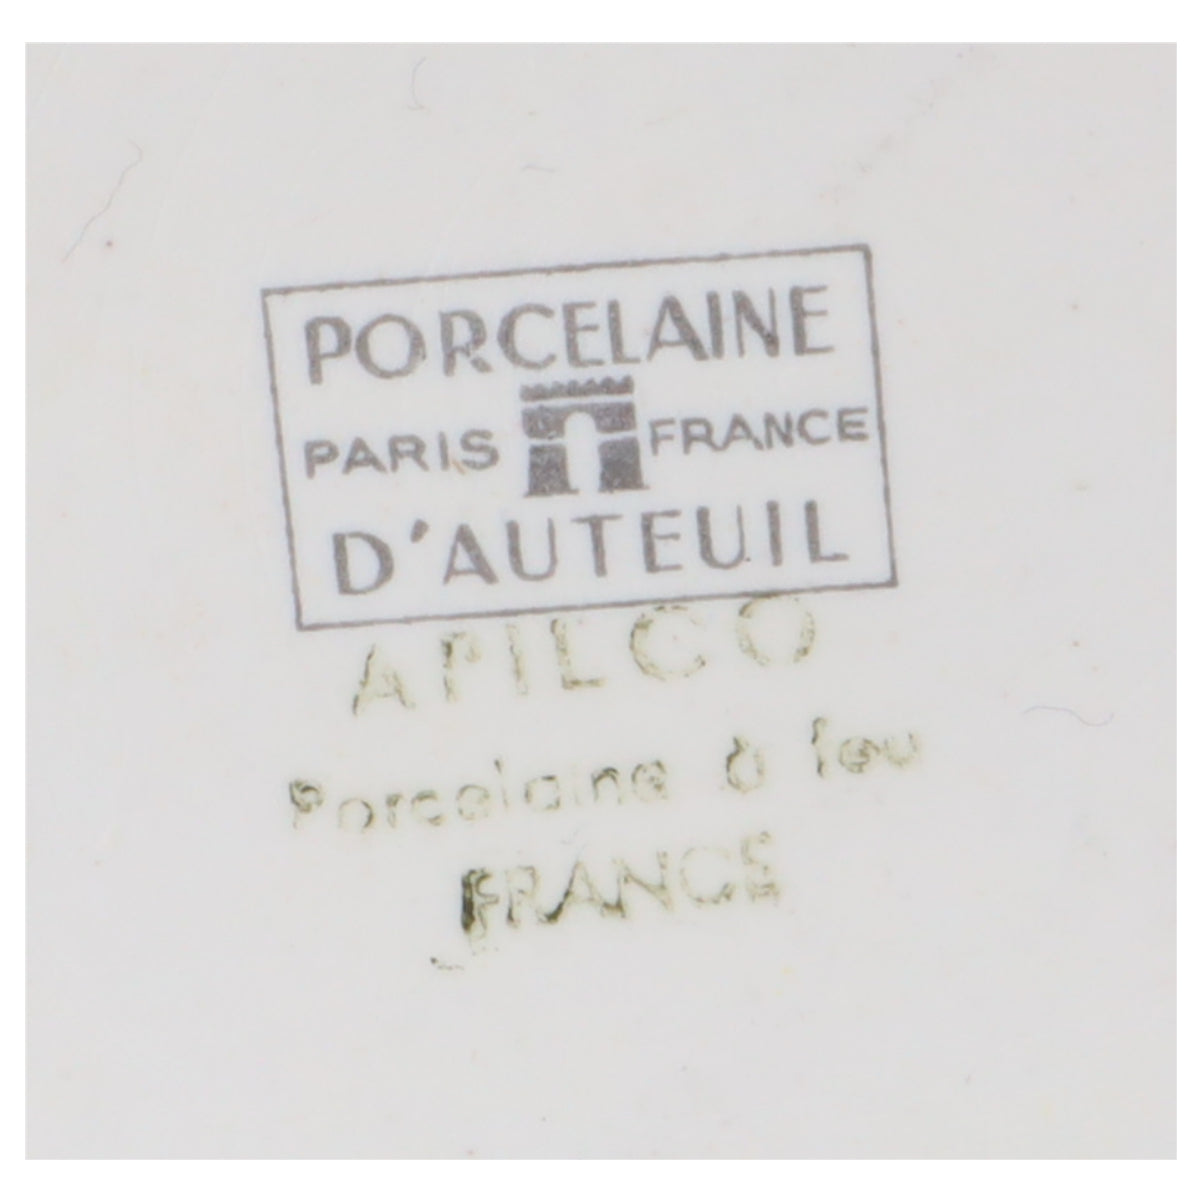 PORCELAINE
PARIS FRANCE
D'AUTEUIL
APILCO
Porcelaine à feu
FRANCE